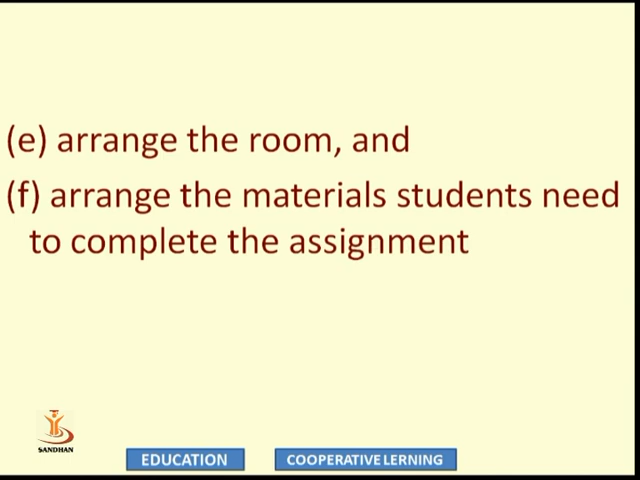 (e) arrange the room, and
(f) arrange the materials students need
to complete the assignment
SANDHAN
EDUCATION
COOPERATIVE LERNING